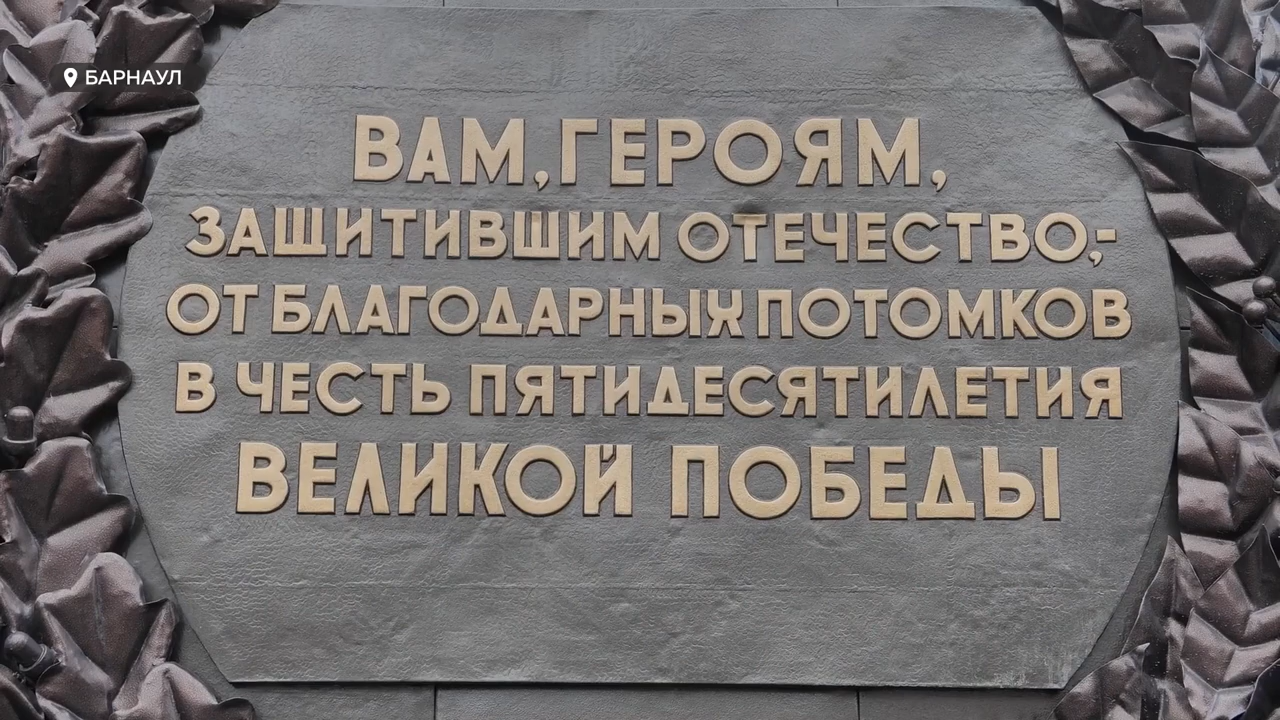 БАРНАУЛ
ВАМ, ГЕРОЯМ,
ЗАЩИТИВШИМ ОТЕЧЕСТВО,-
ОТ БЛАГОДАРНЫХ ПОТОМКОВ
В ЧЕСТЬ ПЯТИДЕСЯТИЛЕТИЯ
ВЕЛИКОЙ ПОБЕДЫ